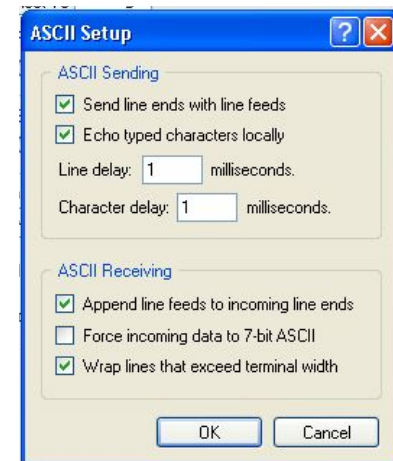 ASCII Setup
ASCII Sending
Send line ends with line feeds
Echo typed characters locally
Line delay: 1 milliseconds.
Character delay: 1 milliseconds.
ASCII Receiving
Append line feeds to incoming line ends
Force incoming data to 7-bit ASCII
Wrap lines that exceed terminal width
OK Cancel